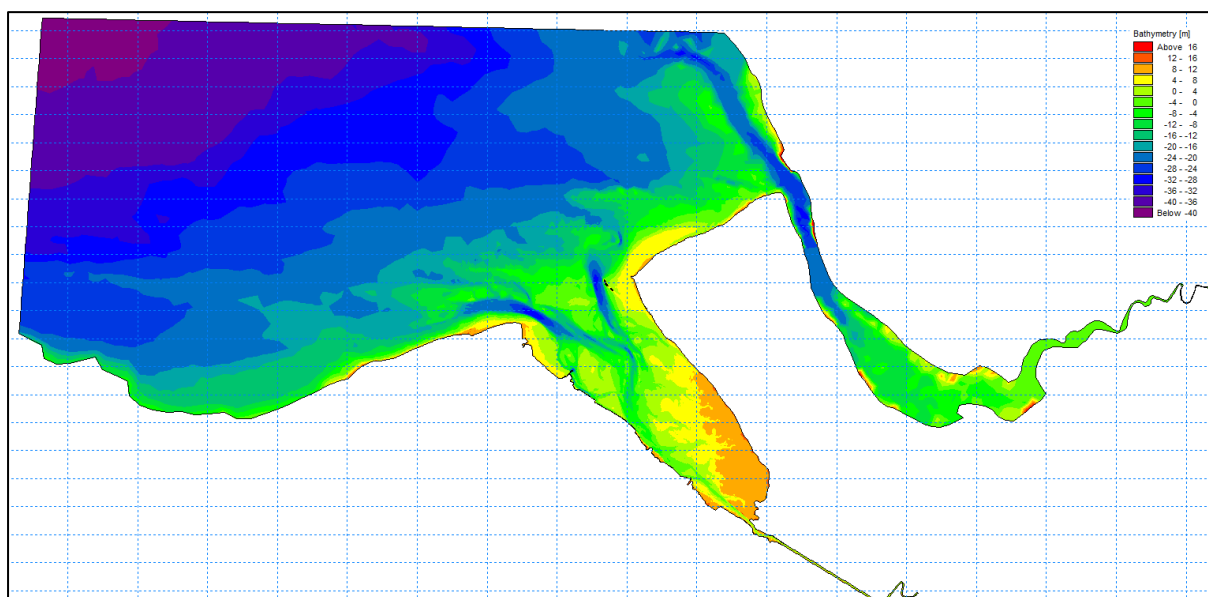 Bathymetry [m]
Above 16
12 - 16
8 - 12
4 - 8
0 - 4
-4 - 0
-8 - -4
-12 - -8
-16 - -12
-20 - -16
-24 - -20
-28 - -24
-32 - -28
-36 - -32
-40 - -36
Below -40